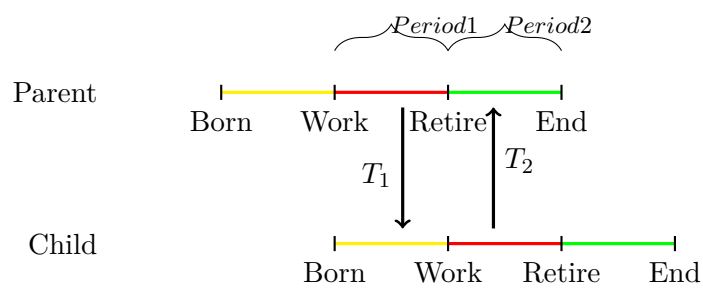 Period1 Period2
Parent
Born Work Retire End
T1 T2
Child
Born Work Retire End